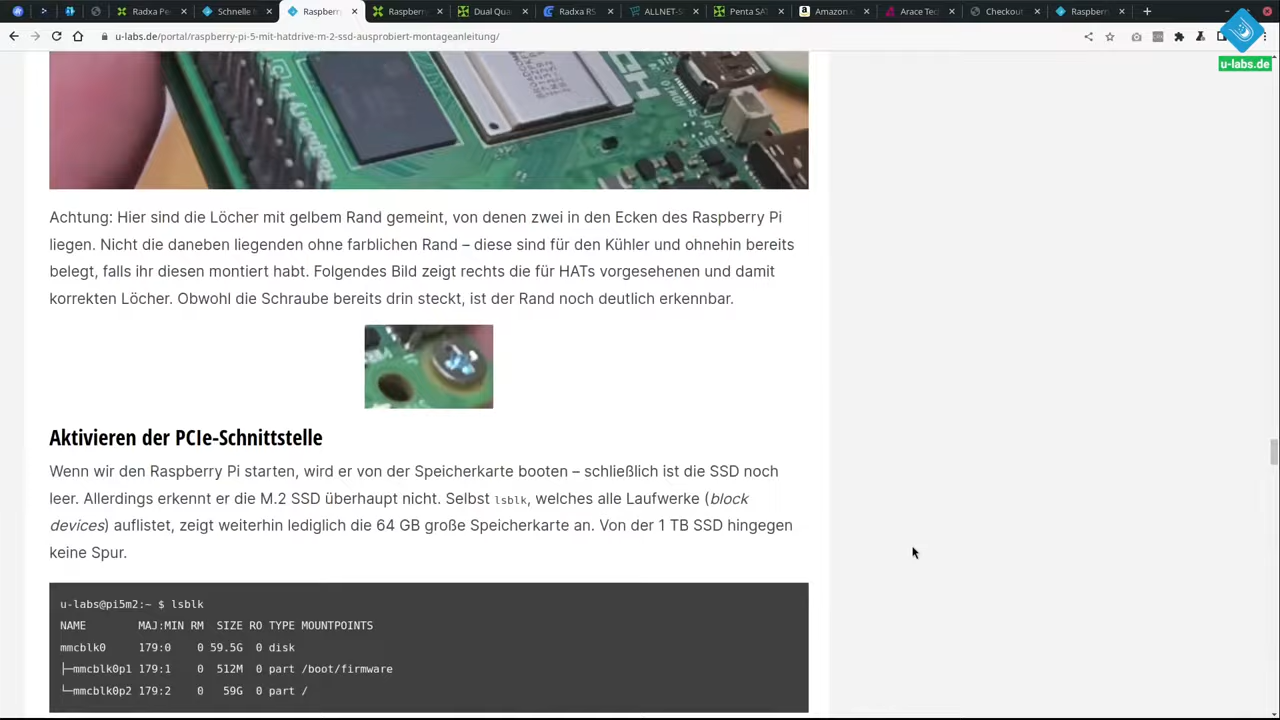 Radxa Pe
Schnelle
Raspberry
Raspberry
Dual Qua
Radxa RS
ALLNET-S
Penta SA
Amazon.c
Arace Tec
Checkout
Raspberry
u-labs.de/portal/raspberry-pi-5-mit-hatdrive-m-2-ssd-ausprobiert-montageanleitung/
u-labs.de
Achtung: Hier sind die Löcher mit gelbem Rand gemeint, von denen zwei in den Ecken des Raspberry Pi
liegen. Nicht die daneben liegenden ohne farblichen Rand – diese sind für den Kühler und ohnehin bereits
belegt, falls ihr diesen montiert habt. Folgendes Bild zeigt rechts die für HATs vorgesehenen und damit
korrekten Löcher. Obwohl die Schraube bereits drin steckt, ist der Rand noch deutlich erkennbar.
Aktivieren der PCIe-Schnittstelle
Wenn wir den Raspberry Pi starten, wird er von der Speicherkarte booten – schließlich ist die SSD noch
leer. Allerdings erkennt er die M.2 SSD überhaupt nicht. Selbst lsblk, welches alle Laufwerke (block
devices) auflistet, zeigt weiterhin lediglich die 64 GB große Speicherkarte an. Von der 1 TB SSD hingegen
keine Spur.
u-labs@pi5m2:~ $ lsblk
NAME MAJ:MIN RM SIZE RO TYPE MOUNTPOINTS
mmcblk0 179:0 0 59.5G 0 disk
├─mmcblk0p1 179:1 0 512M 0 part /boot/firmware
└─mmcblk0p2 179:2 0 59G 0 part /